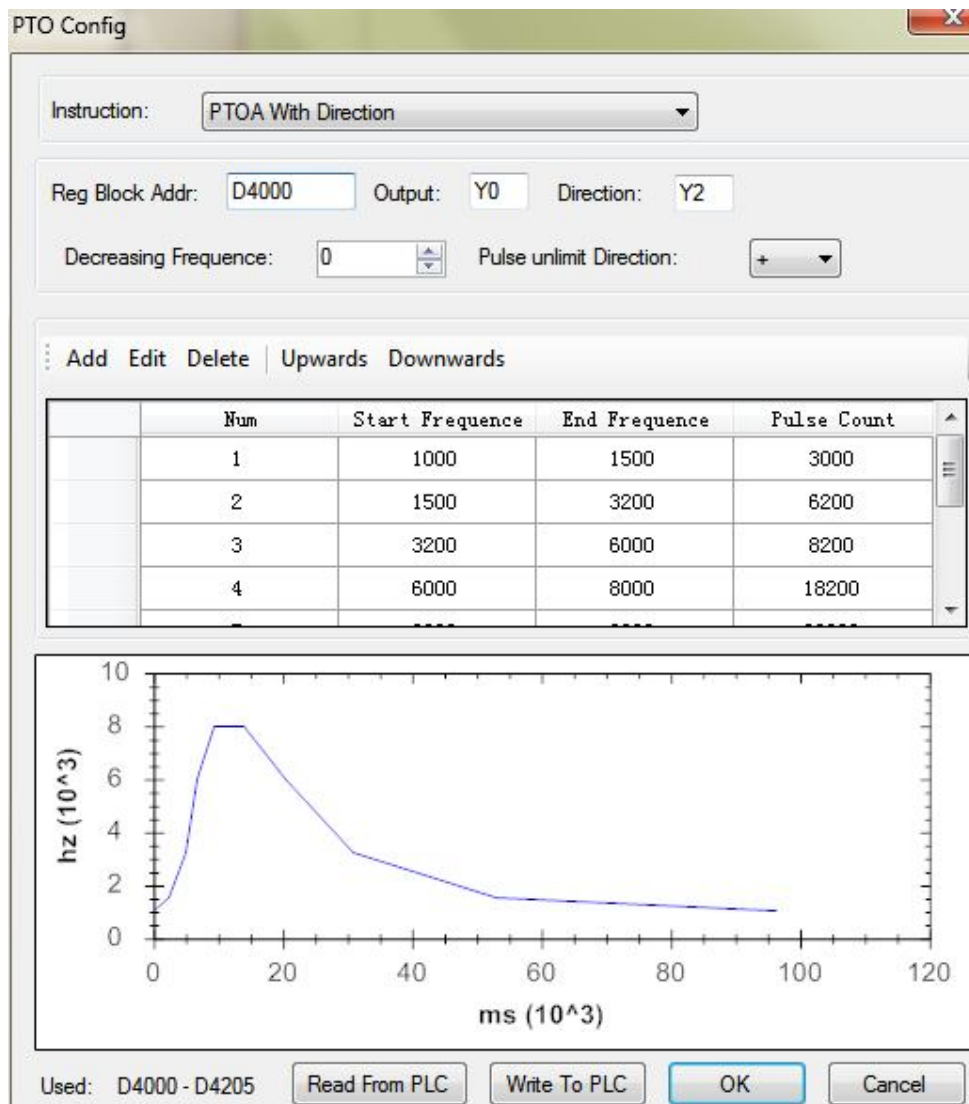 PTO Config
Instruction: PTOA With Direction
Reg Block Addr: D4000 Output: Y0 Direction: Y2
Decreasing Frequence: 0 Pulse unlimit Direction: +
Add Edit Delete Upwards Downwards
Num Start Frequence End Frequence Pulse Count
1 1000 1500 3000
2 1500 3200 6200
3 3200 6000 8200
4 6000 8000 18200
10
8
6
4
2
0
hz (10^3)
0 20 40 60 80 100 120
ms (10^3)
Used: D4000 - D4205 Read From PLC Write To PLC OK Cancel